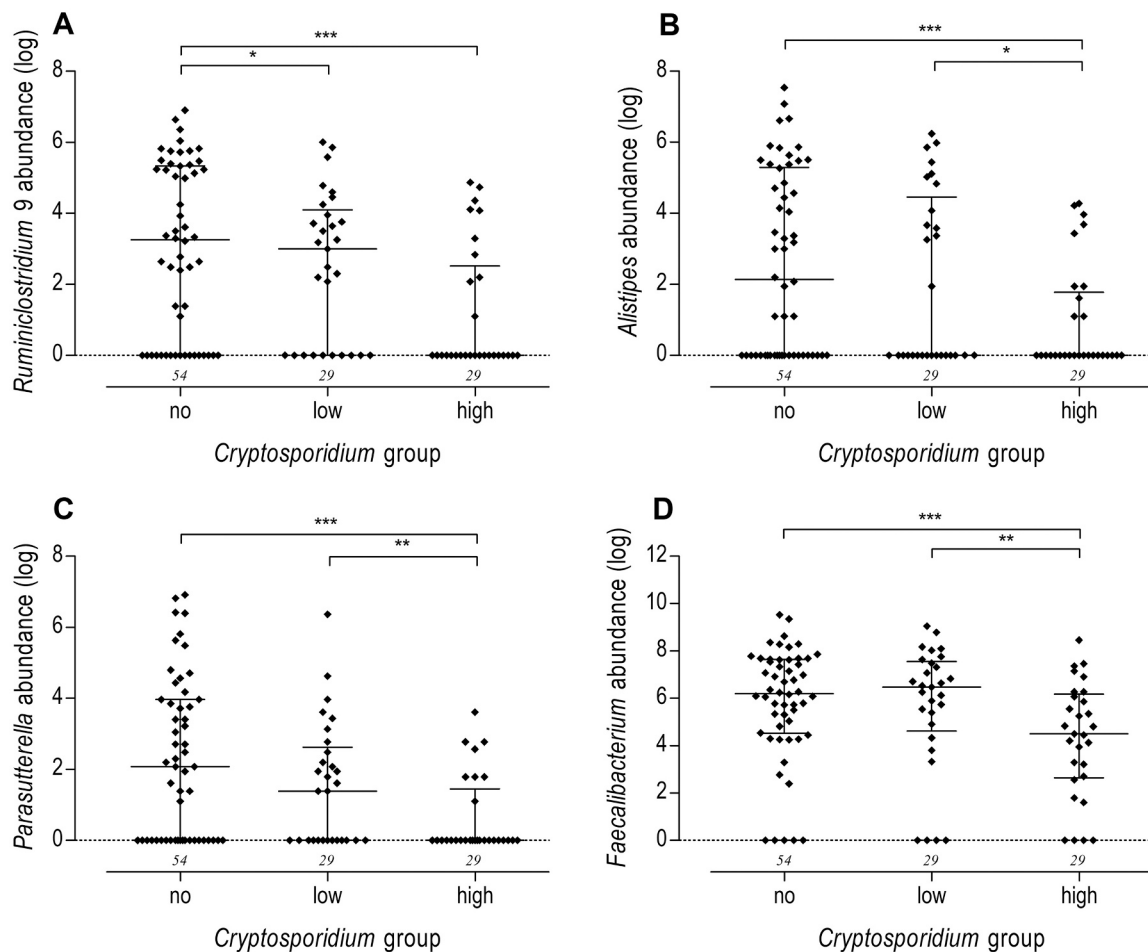 A
Ruminiclostridium 9 abundance (log)
***
*
8
6
4
2
0
54 29 29
no low high
Cryptosporidium group
B
Alistipes abundance (log)
***
*
8
6
4
2
0
54 29 29
no low high
Cryptosporidium group
C
Parasutterella abundance (log)
***
**
8
6
4
2
0
54 29 29
no low high
Cryptosporidium group
D
Faecalibacterium abundance (log)
***
**
12
10
8
6
4
2
0
54 29 29
no low high
Cryptosporidium group